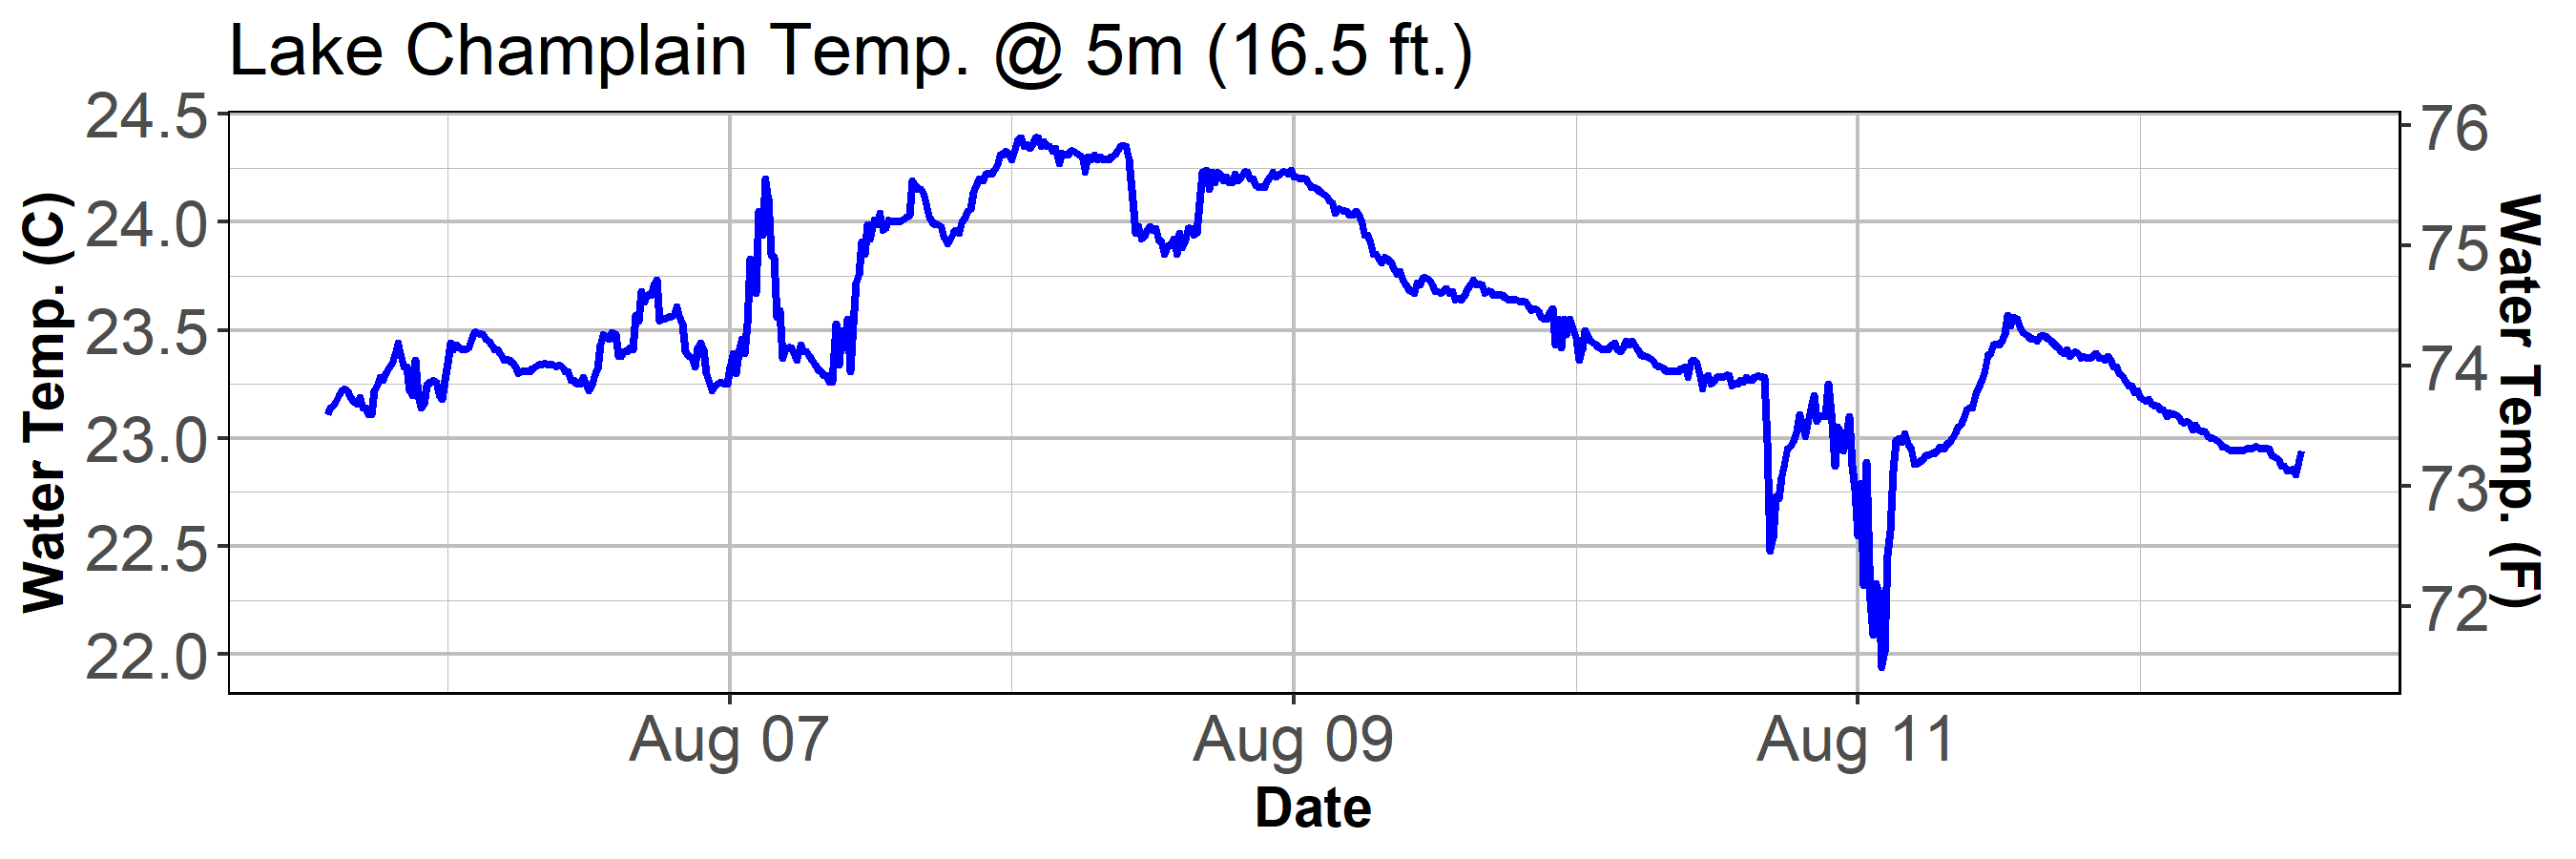 Lake Champlain Temp. @ 5m (16.5 ft.)
Water Temp. (C)
24.5
24.0
23.5
23.0
22.5
22.0
76
75
74
73
72
Water Temp. (F)
Aug 07
Aug 09
Aug 11
Date